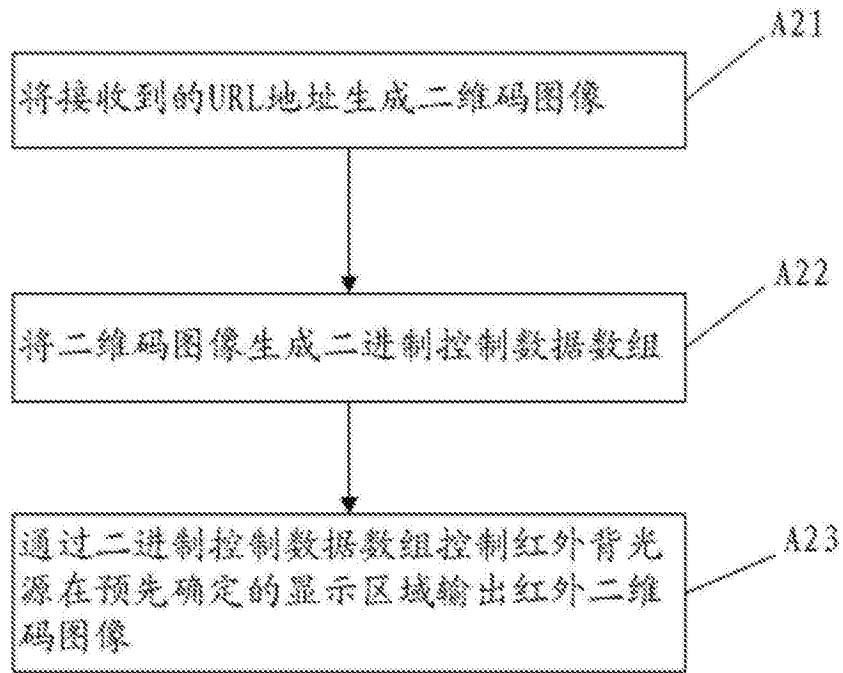 A21
将接收到的URL地址生成二维码图像
A22
将二维码图像生成二进制控制数据数组
A23
通过二进制控制数据数组控制红外背光
源在预先确定的显示区域输出红外二维
码图像